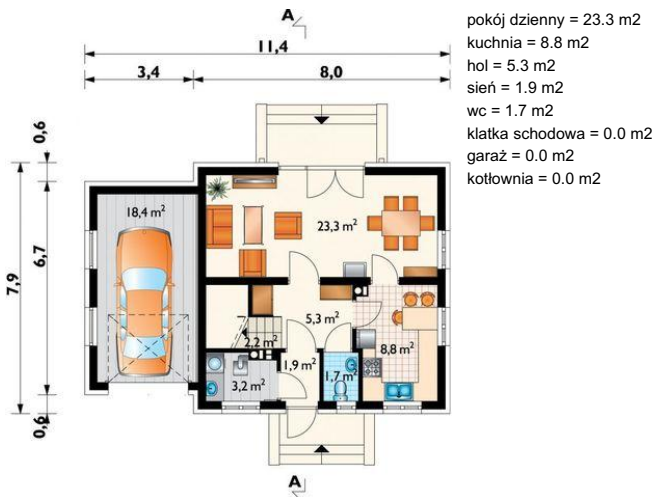 A
11,4
3,4
8,0
0,6
7,9
6,7
0,6
18,4 m²
23,3 m²
5,3 m²
2,2 m²
8,8 m²
1,9 m²
1,7 m²
3,2 m²
A
pokój dzienny = 23.3 m2
kuchnia = 8.8 m2
hol = 5.3 m2
sień = 1.9 m2
wc = 1.7 m2
klatka schodowa = 0.0 m2
garaż = 0.0 m2
kotłownia = 0.0 m2